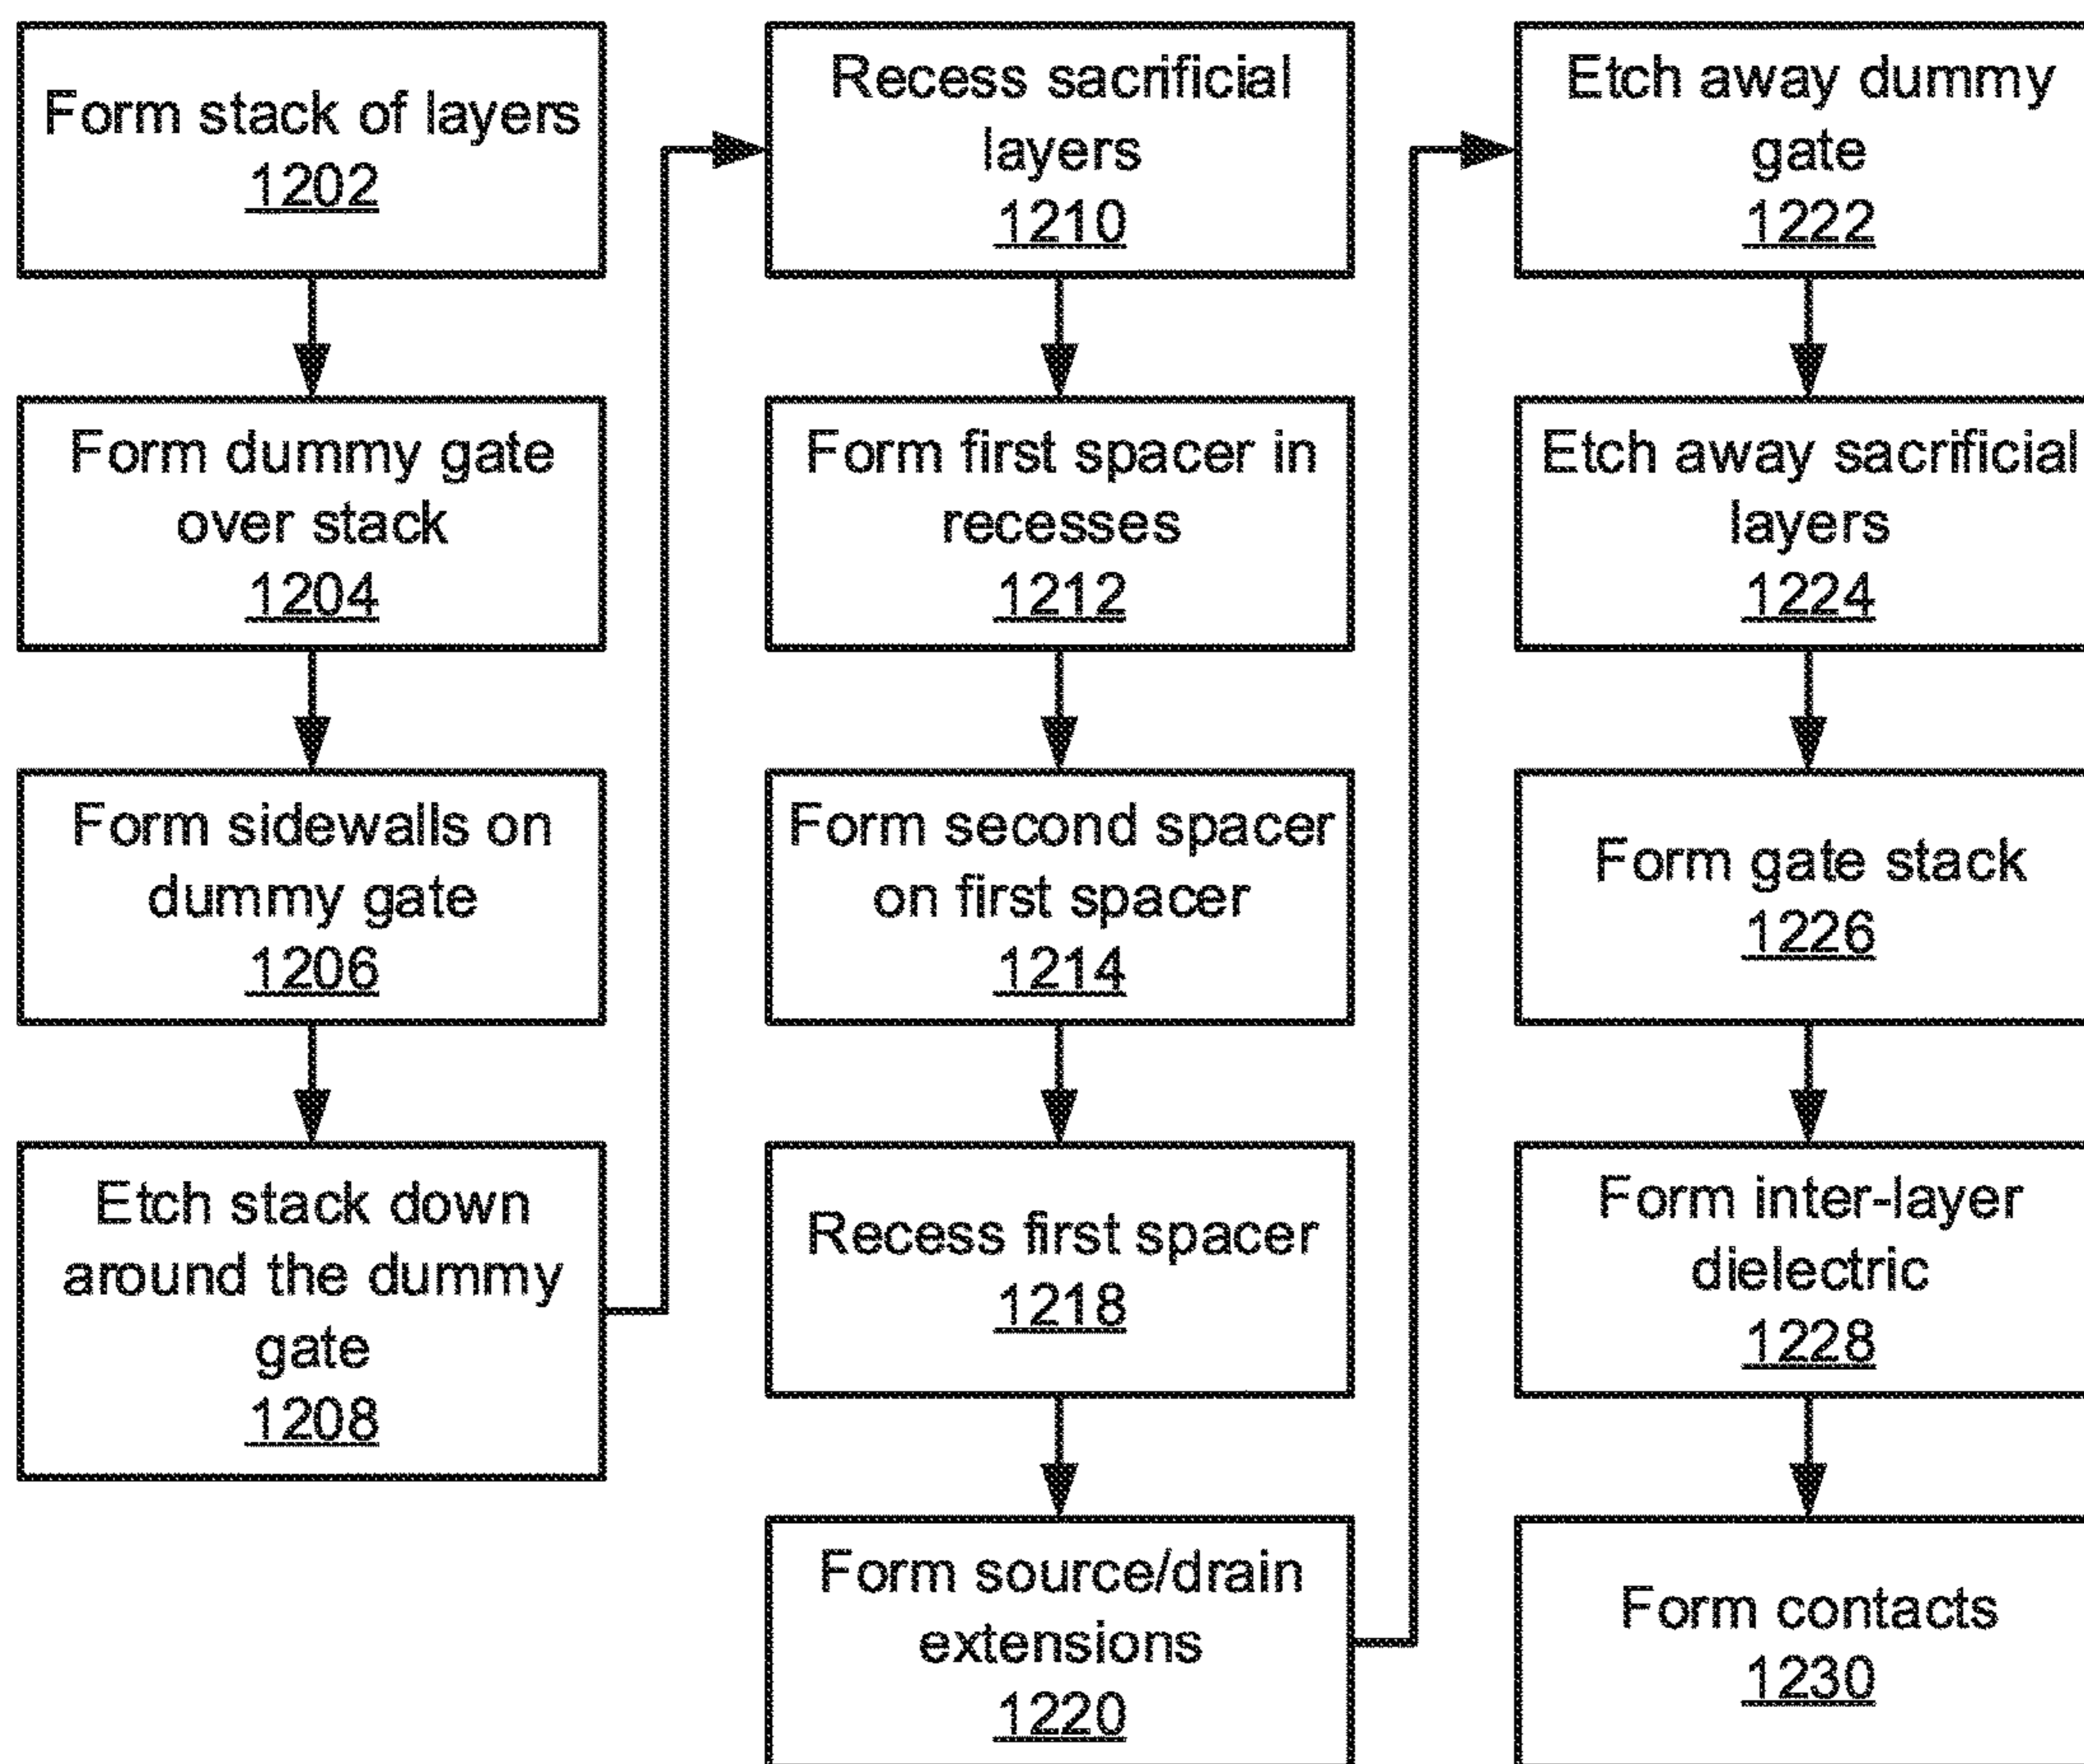 Form stack of layers
1202
Form dummy gate
over stack
1204
Form sidewalls on
dummy gate
1206
Etch stack down
around the dummy
gate
1208
Recess sacrificial
layers
1210
Form first spacer in
recesses
1212
Form second spacer
on first spacer
1214
Recess first spacer
1218
Form source/drain
extensions
1220
Etch away dummy
gate
1222
Etch away sacrificial
layers
1224
Form gate stack
1226
Form inter-layer
dielectric
1228
Form contacts
1230